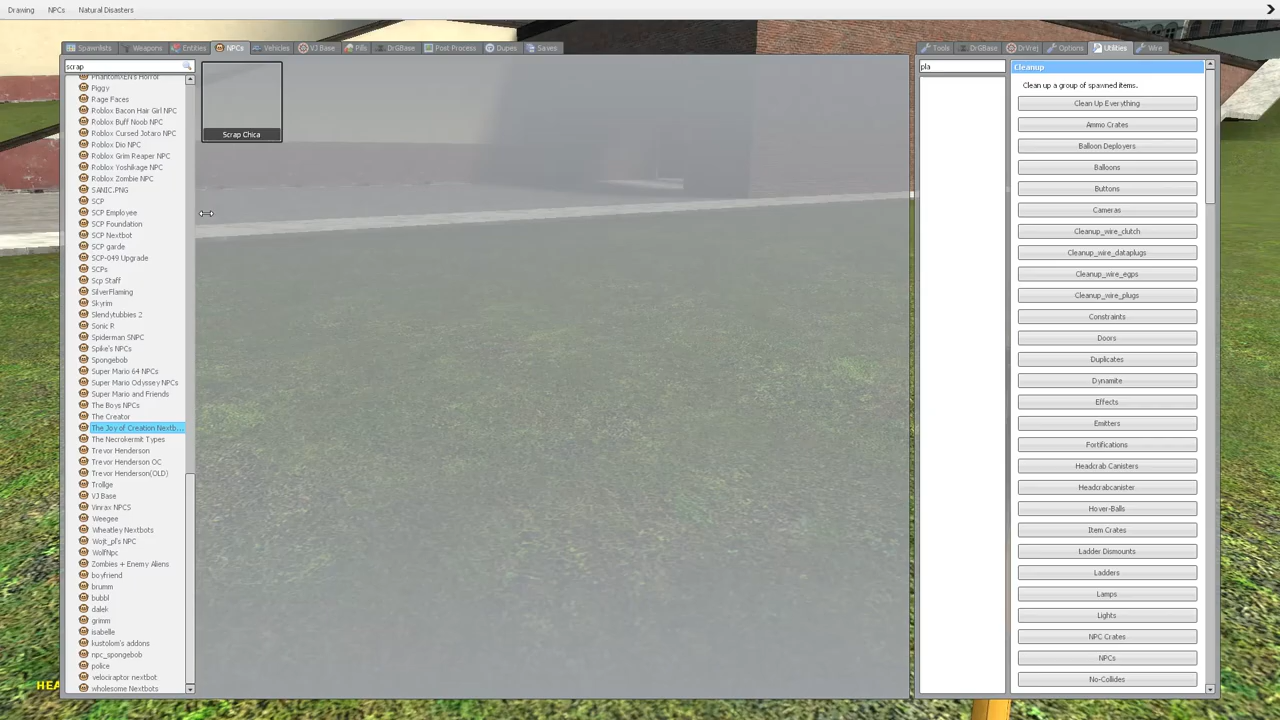 Drawing NPCs Natural Disasters
Spawnlists Weapons Entities NPCs Vehicles VJ Base Pills DrGBase Post Process Dupes Saves
Tools DrGBase DrVrej Options Utilities Wire
scrap
Piggy
Rage Faces
Roblox Bacon Hair Girl NPC
Roblox Buff Noob NPC
Roblox Cursed Jotaro NPC
Roblox Dio NPC
Roblox Grim Reaper NPC
Roblox Yoshikage NPC
Roblox Zombie NPC
SANIC.PNG
SCP
SCP Employee
SCP Foundation
SCP Nextbot
SCP garde
SCP-049 Upgrade
SCPs
Scp Staff
SilverFlaming
Skyrim
Slendytubbies 2
Sonic R
Spiderman SNPC
Spike's NPCs
Spongebob
Super Mario 64 NPCs
Super Mario Odyssey NPCs
Super Mario and Friends
The Boys NPCs
The Creator
The Joy of Creation Nextb...
The Necrokermit Types
Trevor Henderson
Trevor Henderson OC
Trevor Henderson(OLD)
Trollge
VJ Base
Vinrax NPCS
Weegee
Wheatley Nextbots
Wojt_pl's NPC
WolfNpc
Zombies + Enemy Aliens
boyfriend
brumm
bubbl
dalek
grimm
isabelle
kustolom's addons
npc_spongebob
police
velociraptor nextbot
wholesome Nextbots
Scrap Chica
pla
Cleanup
Clean up a group of spawned items.
Clean Up Everything
Ammo Crates
Balloon Deployers
Balloons
Buttons
Cameras
Cleanup_wire_clutch
Cleanup_wire_dataplugs
Cleanup_wire_egps
Cleanup_wire_plugs
Constraints
Doors
Duplicates
Dynamite
Effects
Emitters
Fortifications
Headcrab Canisters
Headcrabcanister
Hover-Balls
Item Crates
Ladder Dismounts
Ladders
Lamps
Lights
NPC Crates
NPCs
No-Collides